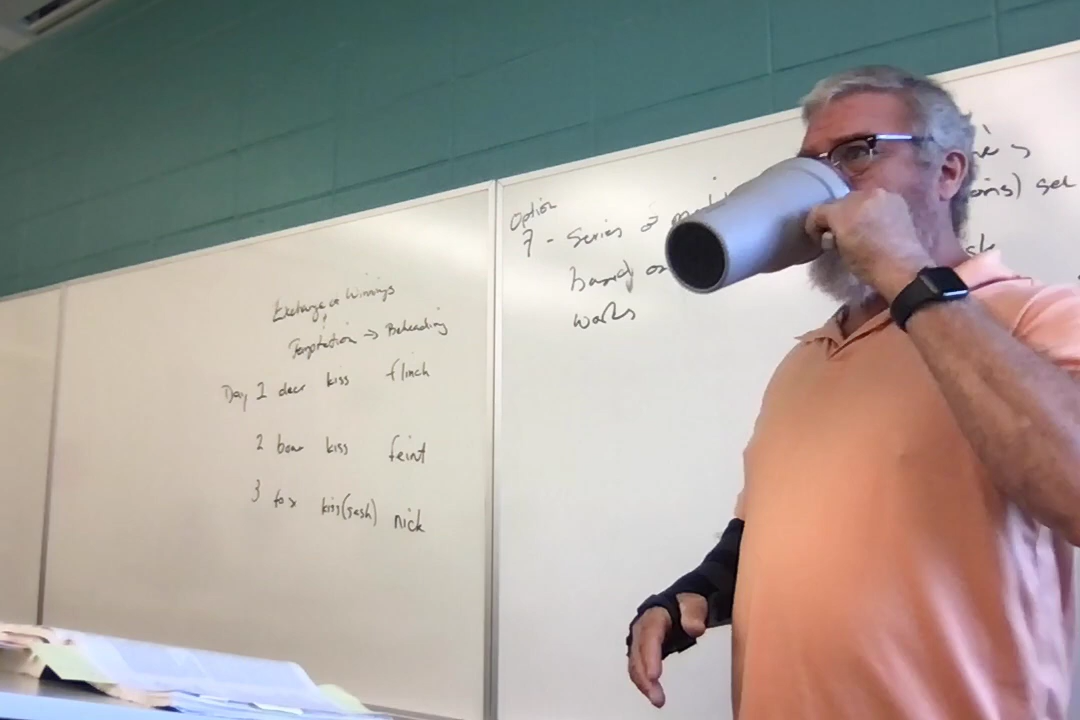 Exchange of Winnings
Temptation → Beheading
Day 1 deer kiss flinch
2 boar kiss feint
3 fox kiss (sash) nick
Option
7 - Series of
based on
works